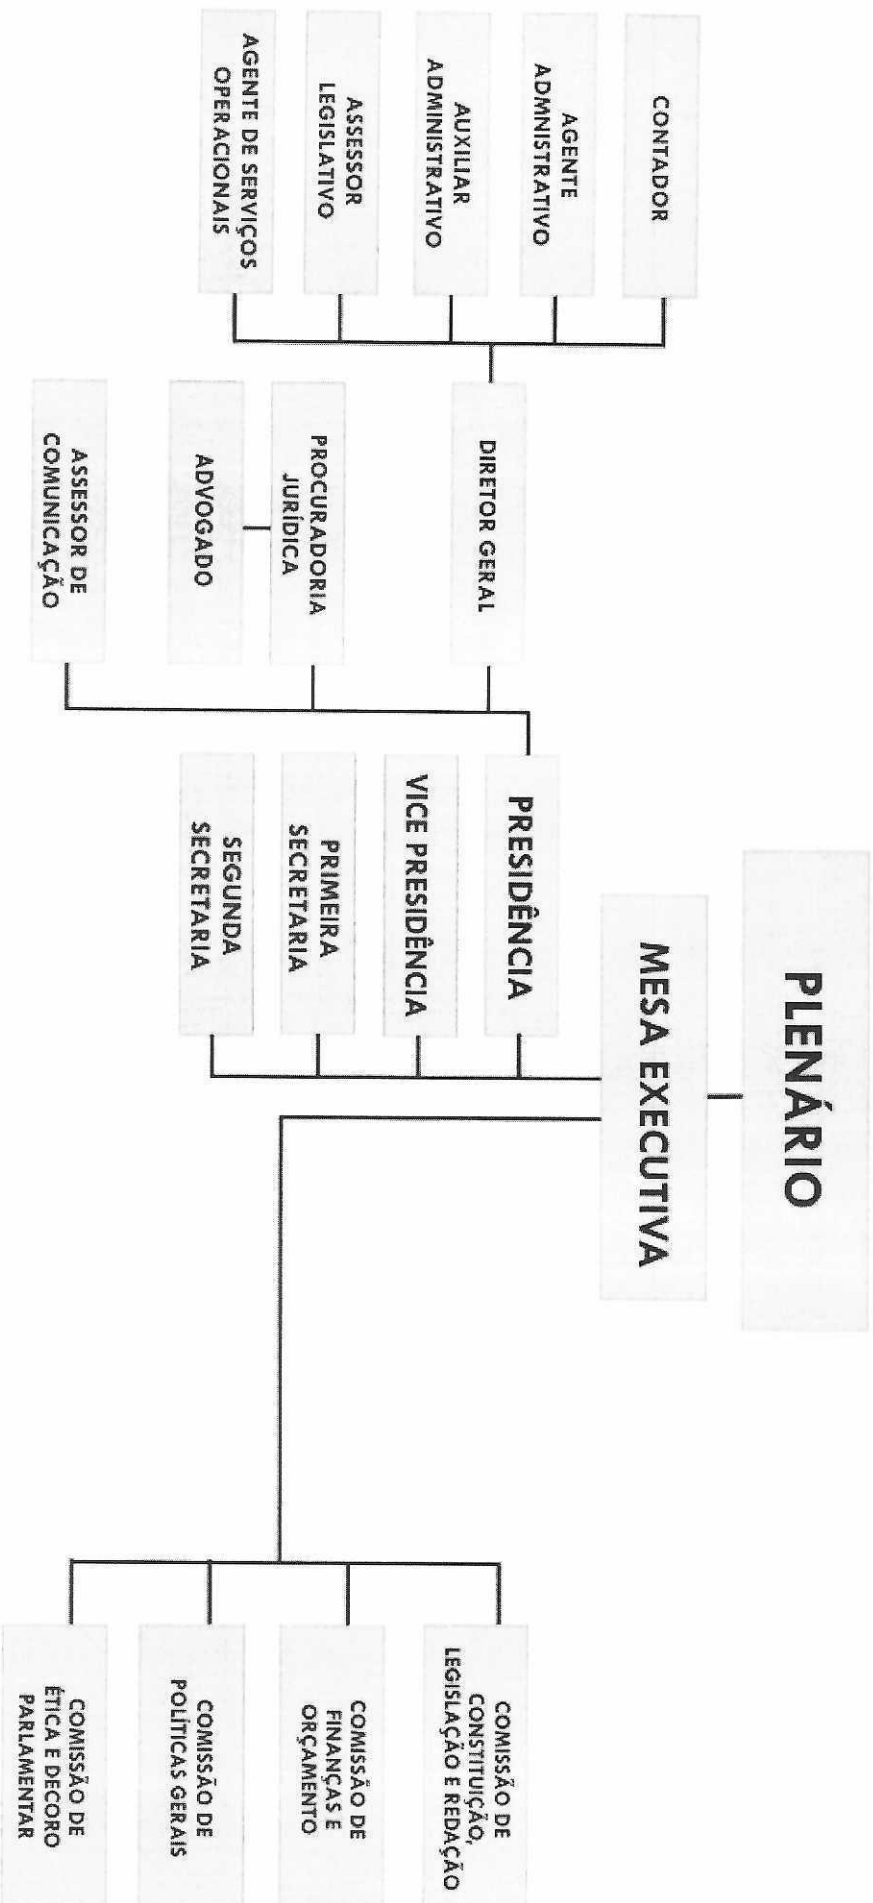 PLENÁRIO
MESA EXECUTIVA
PRESIDÊNCIA
VICE PRESIDÊNCIA
PRIMEIRA
SECRETARIA
SEGUNDA
SECRETARIA
DIRETOR GERAL
PROCURADORIA
JURÍDICA
ADVOGADO
ASSESSOR DE
COMUNICAÇÃO
CONTADOR
AGENTE
ADMNISTRATIVO
AUXILIAR
ADMINISTRATIVO
ASSESSOR
LEGISLATIVO
AGENTE DE SERVIÇOS
OPERACIONAIS
COMISSÃO DE
CONSTITUIÇÃO,
LEGISLAÇÃO E REDAÇÃO
COMISSÃO DE
FINANÇAS E
ORÇAMENTO
COMISSÃO DE
POLÍTICAS GERAIS
COMISSÃO DE
ÉTICA E DECORO
PARLAMENTAR